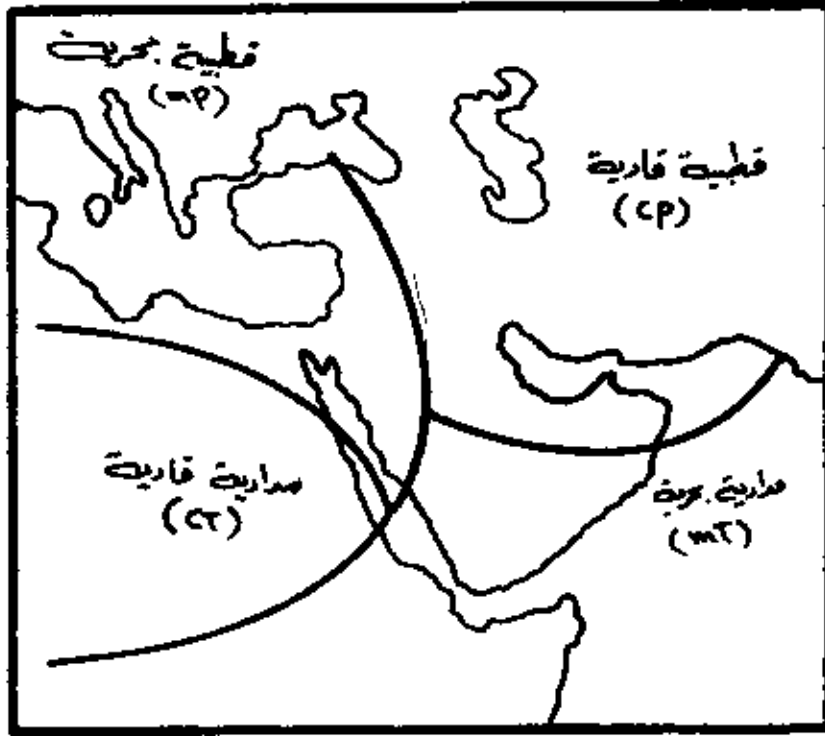 قطبية بحرية
(mP)
قطبية قارية
(CP)
مدارية قارية
(CT)
مدارية بحرية
(mT)